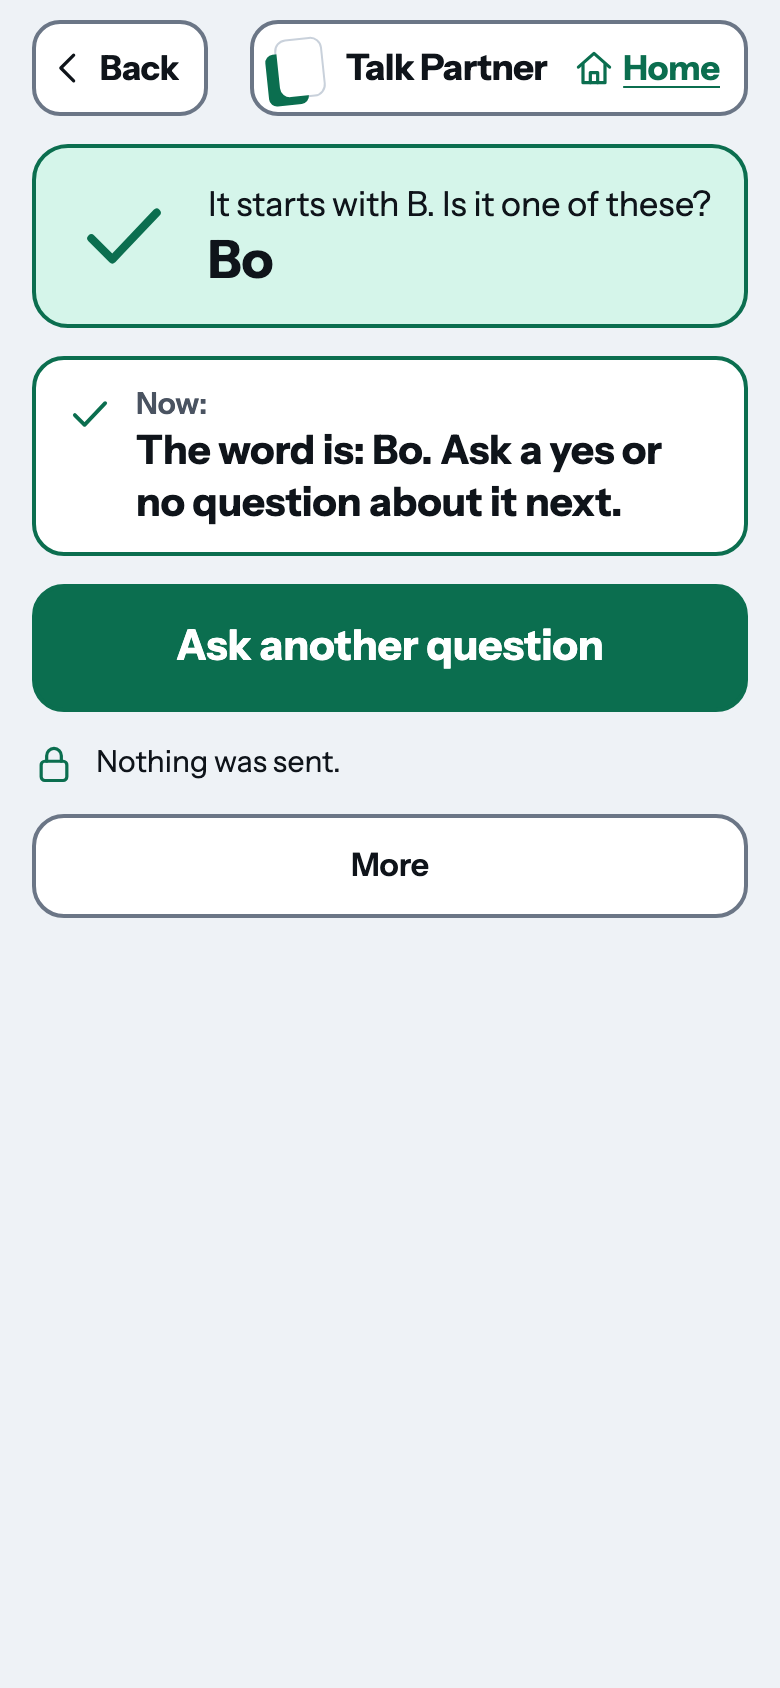 Back
Talk Partner
Home
It starts with B. Is it one of these?
Bo
Now:
The word is: Bo. Ask a yes or
no question about it next.
Ask another question
Nothing was sent.
More